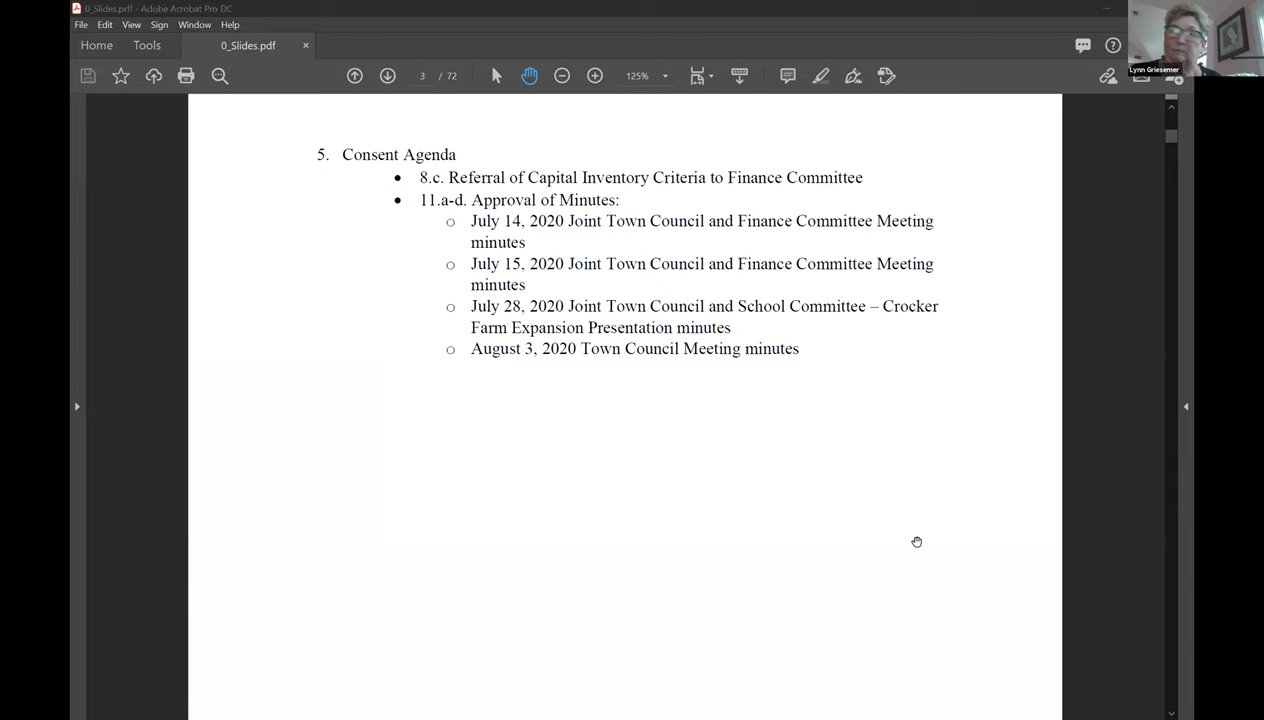 0_Slides.pdf - Adobe Acrobat Pro DC
File Edit View Sign Window Help
Home Tools 0_Slides.pdf ×
3 / 72 125%
Lynn Griesemer
5. Consent Agenda
• 8.c. Referral of Capital Inventory Criteria to Finance Committee
• 11.a-d. Approval of Minutes:
o July 14, 2020 Joint Town Council and Finance Committee Meeting
minutes
o July 15, 2020 Joint Town Council and Finance Committee Meeting
minutes
o July 28, 2020 Joint Town Council and School Committee – Crocker
Farm Expansion Presentation minutes
o August 3, 2020 Town Council Meeting minutes